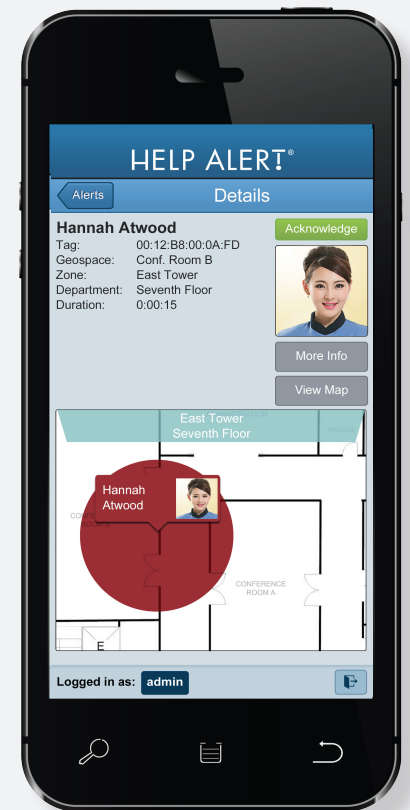 HELP ALERT®
Alerts
Details
Hannah Atwood
Acknowledge
Tag: 00:12:B8:00:0A:FD
Geospace: Conf. Room B
Zone: East Tower
Department: Seventh Floor
Duration: 0:00:15
More Info
View Map
East Tower
Seventh Floor
Hannah
Atwood
CONFERENCE
ROOM A
E
Logged in as: admin